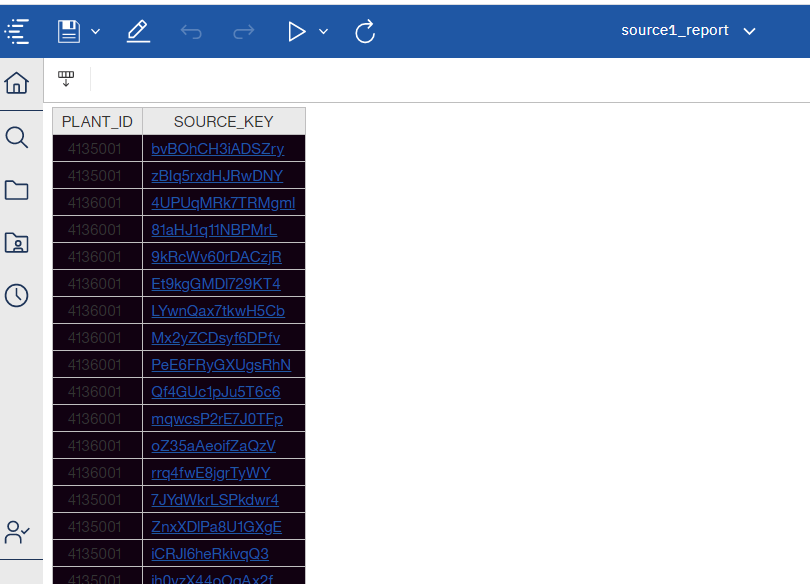 source1_report
PLANT_ID SOURCE_KEY
4135001 bvBOhCH3iADSZry
4135001 zBIq5rxdHJRwDNY
4136001 4UPUqMRk7TRMgml
4136001 81aHJ1q11NBPMrL
4136001 9kRcWv60rDACzjR
4136001 Et9kgGMDl729KT4
4136001 LYwnQax7tkwH5Cb
4136001 Mx2yZCDsyf6DPfv
4136001 PeE6FRyGXUgsRhN
4136001 Qf4GUc1pJu5T6c6
4136001 mqwcsP2rE7J0TFp
4136001 oZ35aAeoifZaQzV
4136001 rrq4fwE8jgrTyWY
4135001 7JYdWkrLSPkdwr4
4135001 ZnxXDlPa8U1GXgE
4135001 iCRJl6heRkivqQ3
4135001